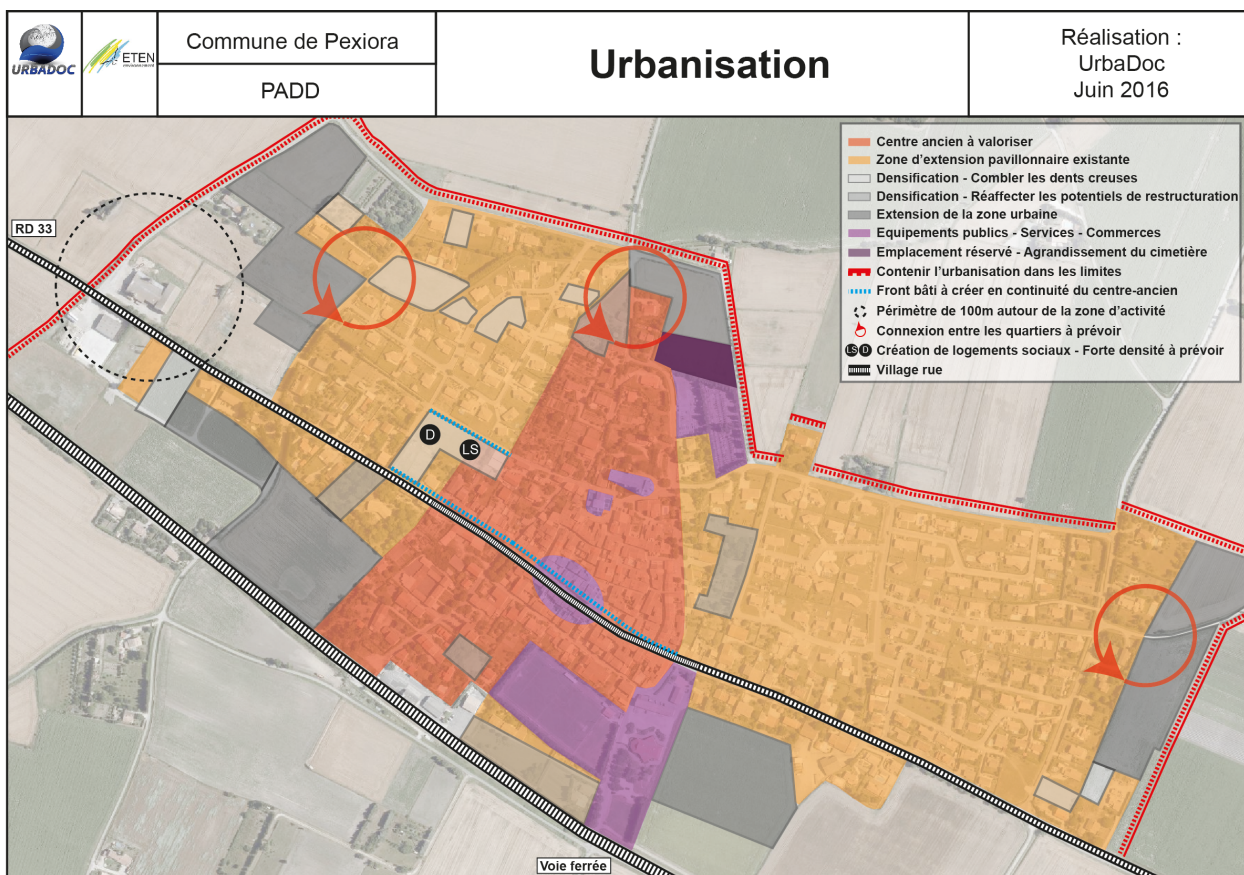 URBADOC
ETEN
Commune de Pexiora
PADD
Urbanisation
Réalisation :
UrbaDoc
Juin 2016
Centre ancien à valoriser
Zone d'extension pavillonnaire existante
Densification - Combler les dents creuses
Densification - Réaffecter les potentiels de restructuration
Extension de la zone urbaine
Equipements publics - Services - Commerces
Emplacement réservé - Agrandissement du cimetière
Contenir l'urbanisation dans les limites
Front bâti à créer en continuité du centre-ancien
Périmètre de 100m autour de la zone d'activité
Connexion entre les quartiers à prévoir
LS D Création de logements sociaux - Forte densité à prévoir
Village rue
RD 33
D
LS
Voie ferrée